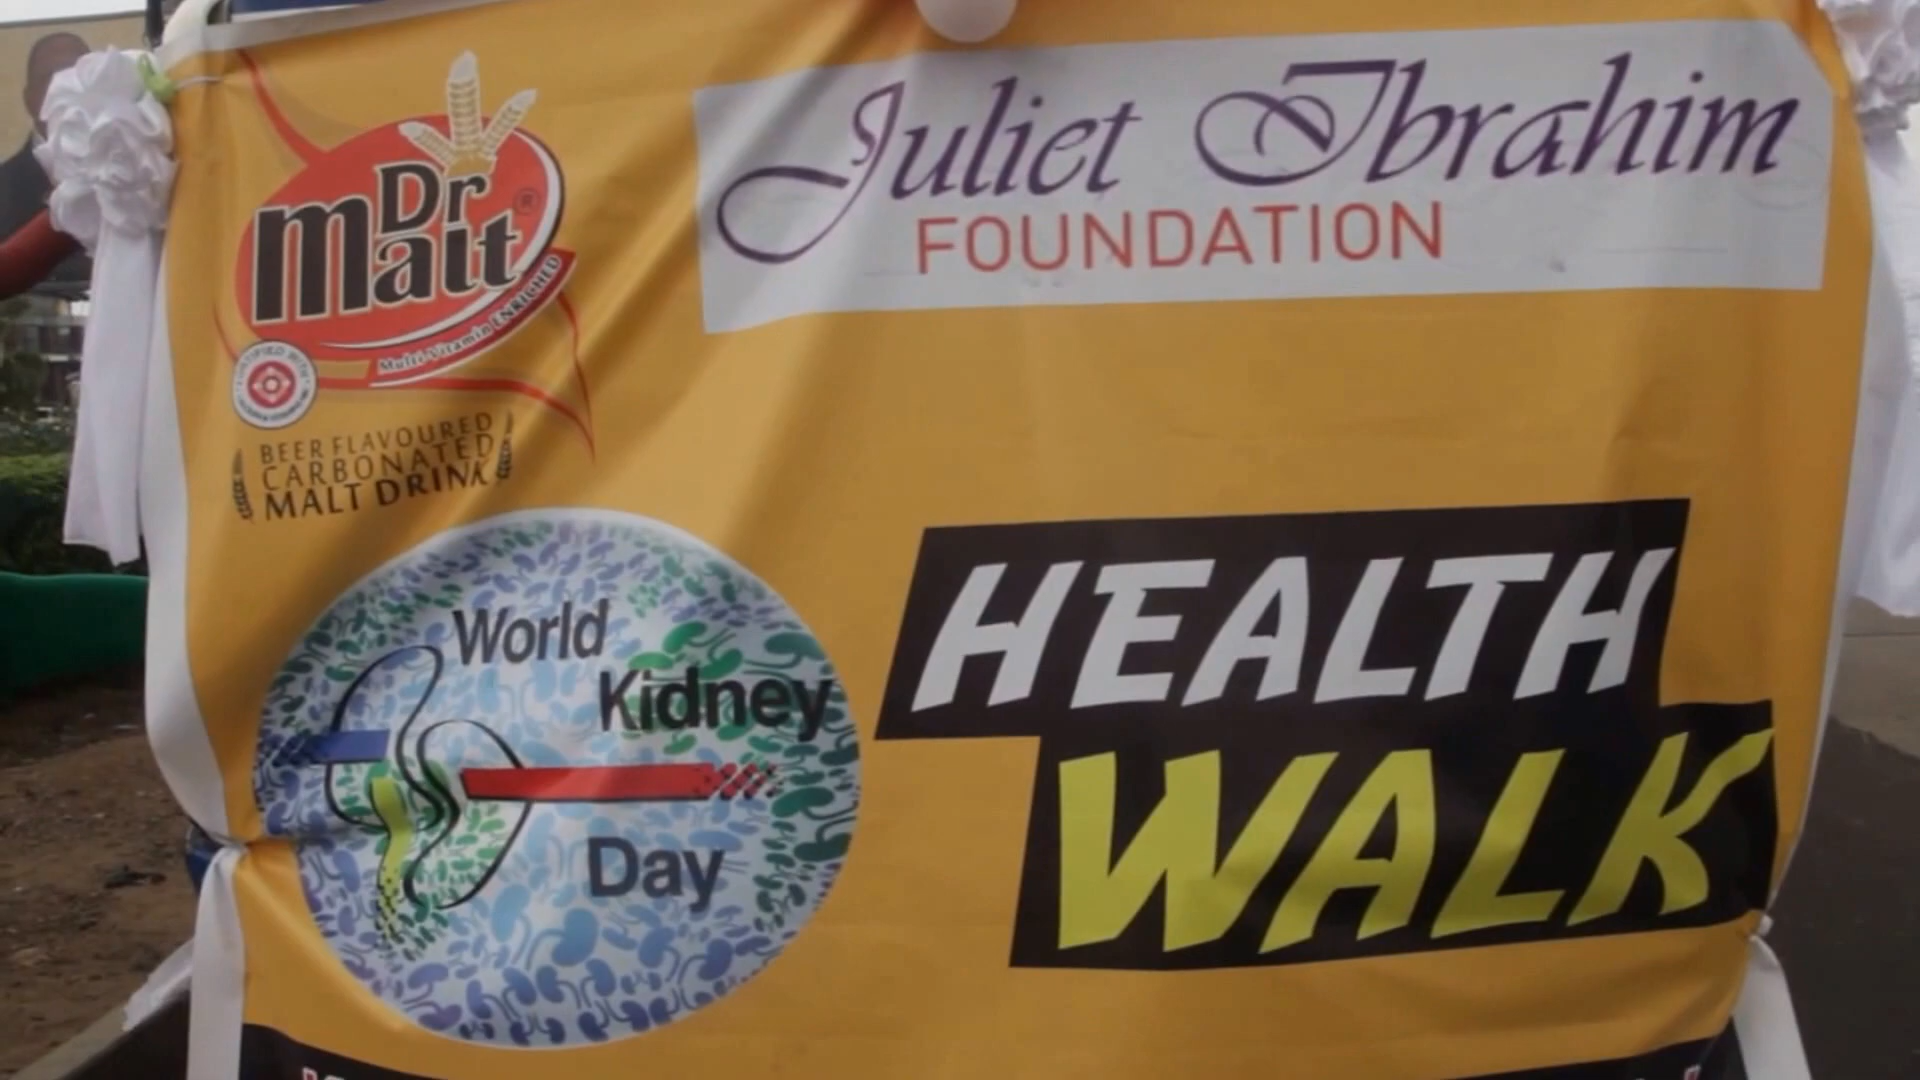 Dr
Malt
®
Multi-Vitamin ENRICHED
BEER FLAVOURED
CARBONATED
MALT DRINK
Juliet Ibrahim
FOUNDATION
World
Kidney
Day
HEALTH
WALK